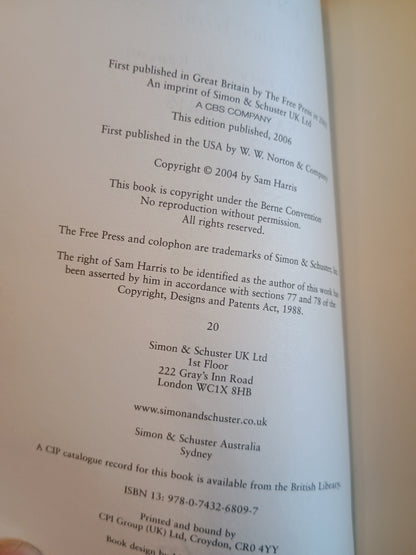 First published in Great Britain by The Free Press in
An imprint of Simon & Schuster UK Ltd
A CBS COMPANY
This edition published, 2006
First published in the USA by W. W. Norton & Company
Copyright © 2004 by Sam Harris
This book is copyright under the Berne Convention
No reproduction without permission.
All rights reserved.
The Free Press and colophon are trademarks of Simon & Schuster, Inc
The right of Sam Harris to be identified as the author of this work has
been asserted by him in accordance with sections 77 and 78 of the
Copyright, Designs and Patents Act, 1988.
20
Simon & Schuster UK Ltd
1st Floor
222 Gray's Inn Road
London WC1X 8HB
www.simonandschuster.co.uk
Simon & Schuster Australia
Sydney
A CIP catalogue record for this book is available from the British Library
ISBN 13: 978-0-7432-6809-7
Printed and bound by
CPI Group (UK) Ltd, Croydon, CR0 4YY
Book design by